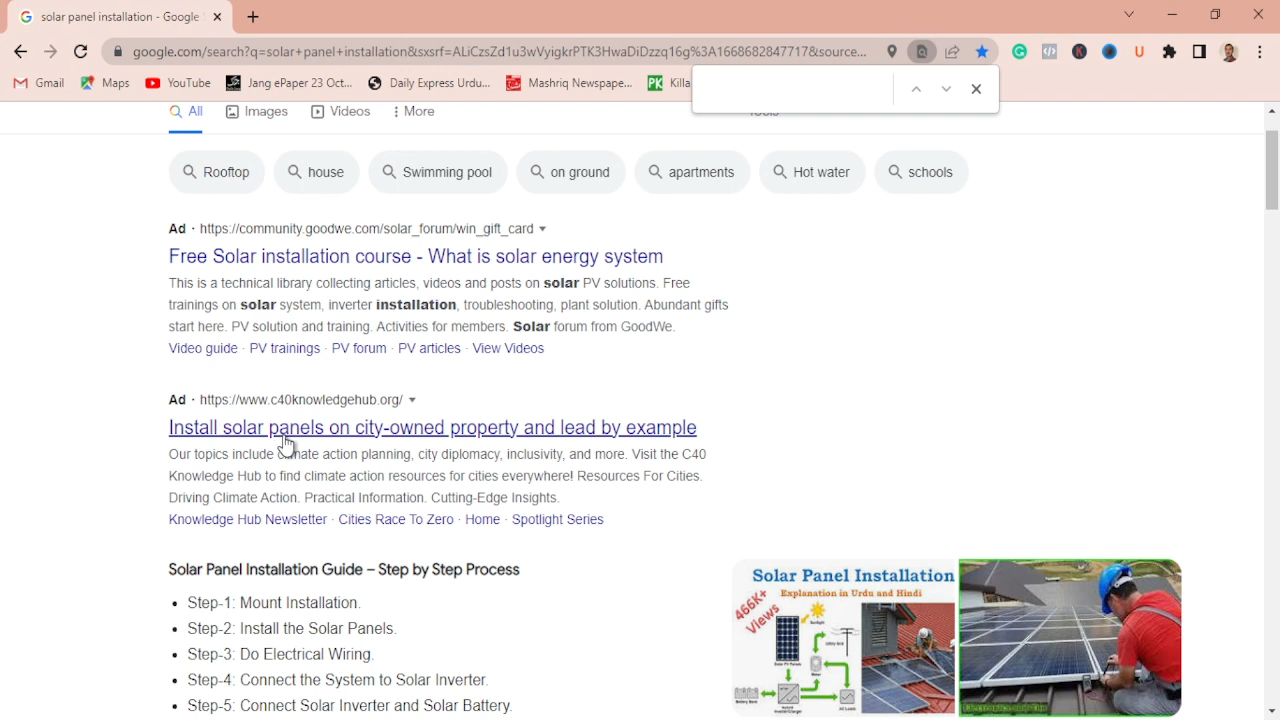 solar panel installation - Google
google.com/search?q=solar+panel+installation&sxsrf=ALiCzsZd1u3wVyigkrPTK3HwaDiDzzq16g%3A1668682847717&source...
Gmail Maps YouTube Jang ePaper 23 Oct... Daily Express Urdu... Mashriq Newspape... Killa
All Images Videos More Tools
Rooftop house Swimming pool on ground apartments Hot water schools
Ad · https://community.goodwe.com/solar_forum/win_gift_card
Free Solar installation course - What is solar energy system
This is a technical library collecting articles, videos and posts on solar PV solutions. Free
trainings on solar system, inverter installation, troubleshooting, plant solution. Abundant gifts
start here. PV solution and training. Activities for members. Solar forum from GoodWe.
Video guide · PV trainings · PV forum · PV articles · View Videos
Ad · https://www.c40knowledgehub.org/
Install solar panels on city-owned property and lead by example
Our topics include climate action planning, city diplomacy, inclusivity, and more. Visit the C40
Knowledge Hub to find climate action resources for cities everywhere! Resources For Cities.
Driving Climate Action. Practical Information. Cutting-Edge Insights.
Knowledge Hub Newsletter · Cities Race To Zero · Home · Spotlight Series
Solar Panel Installation Guide – Step by Step Process
• Step-1: Mount Installation.
• Step-2: Install the Solar Panels.
• Step-3: Do Electrical Wiring.
• Step-4: Connect the System to Solar Inverter.
• Step-5: Connect Solar Inverter and Solar Battery.
Solar Panel Installation
Explanation in Urdu and Hindi
466K+
Views